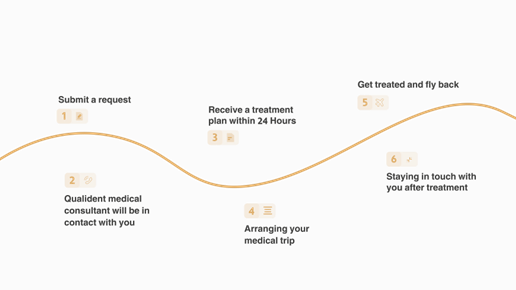 Submit a request
1
2
Qualident medical
consultant will be in
contact with you
Receive a treatment
plan within 24 Hours
3
4
Arranging your
medical trip
Get treated and fly back
5
6
Staying in touch with
you after treatment